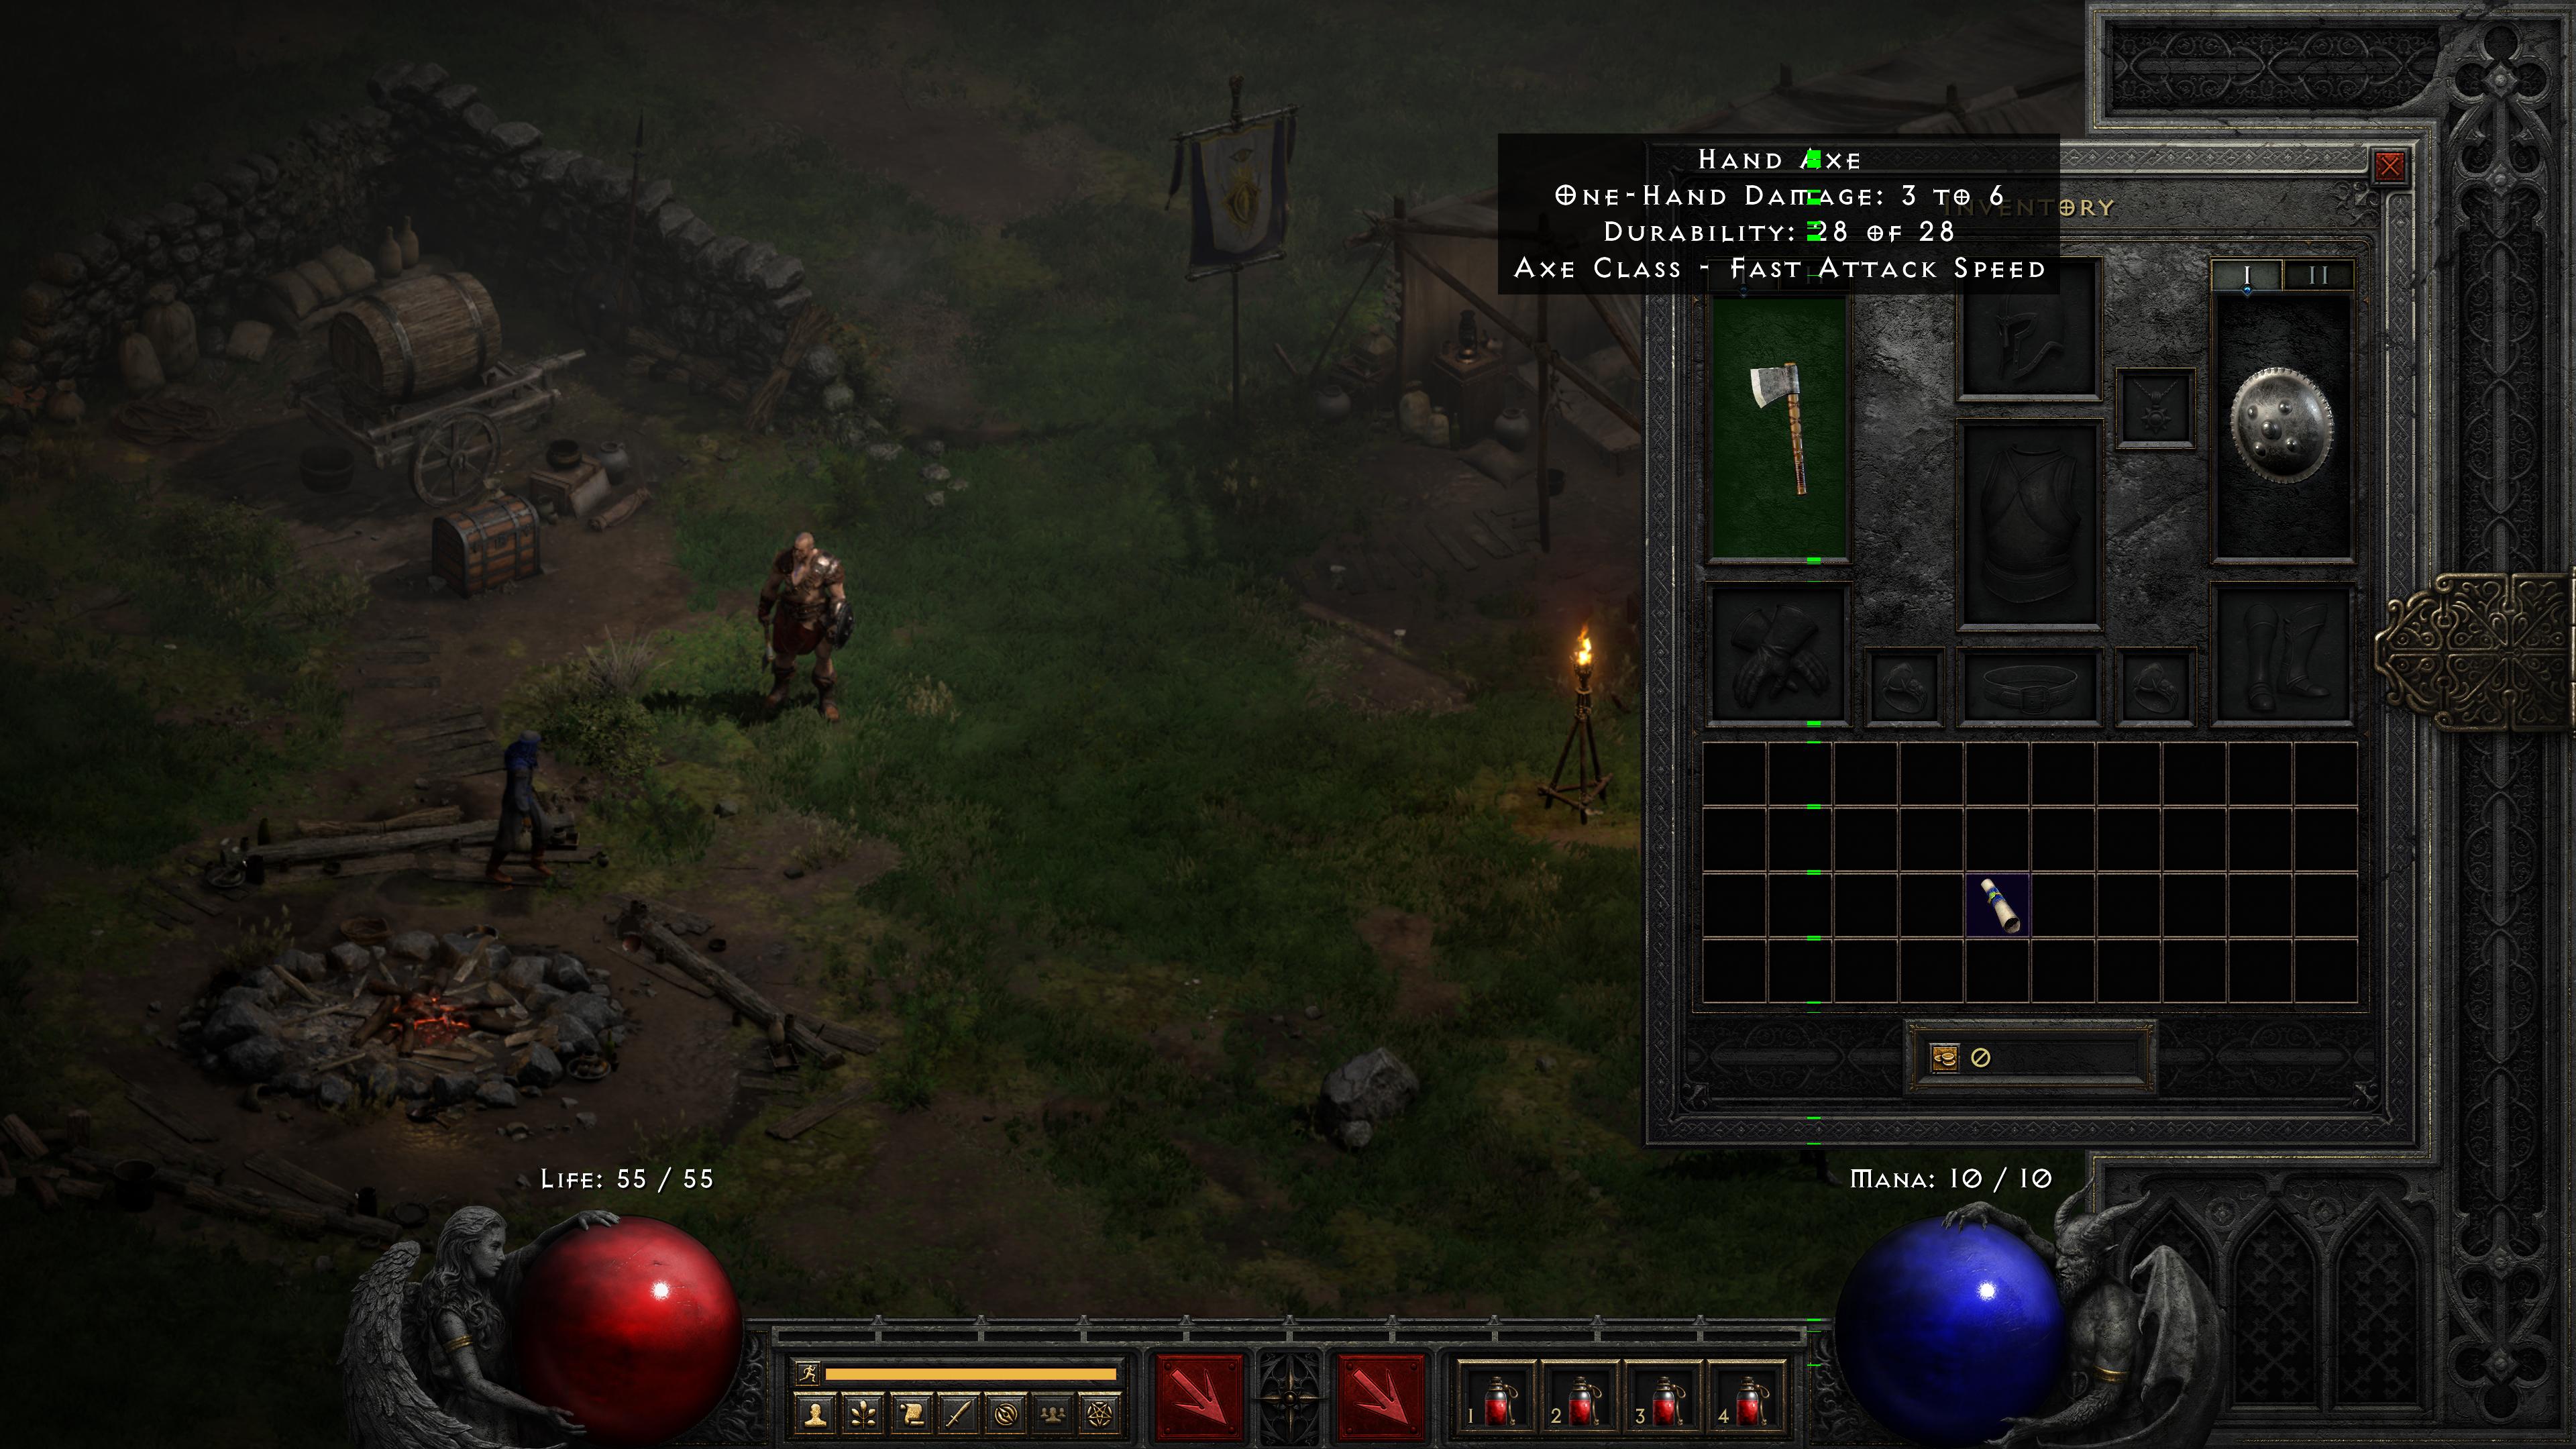 Hand Axe
One-Hand Damage: 3 to 6
Durability: 28 of 28
Axe Class - Fast Attack Speed
Inventory
I II
0
Life: 55 / 55
Mana: 10 / 10
1 2 3 4